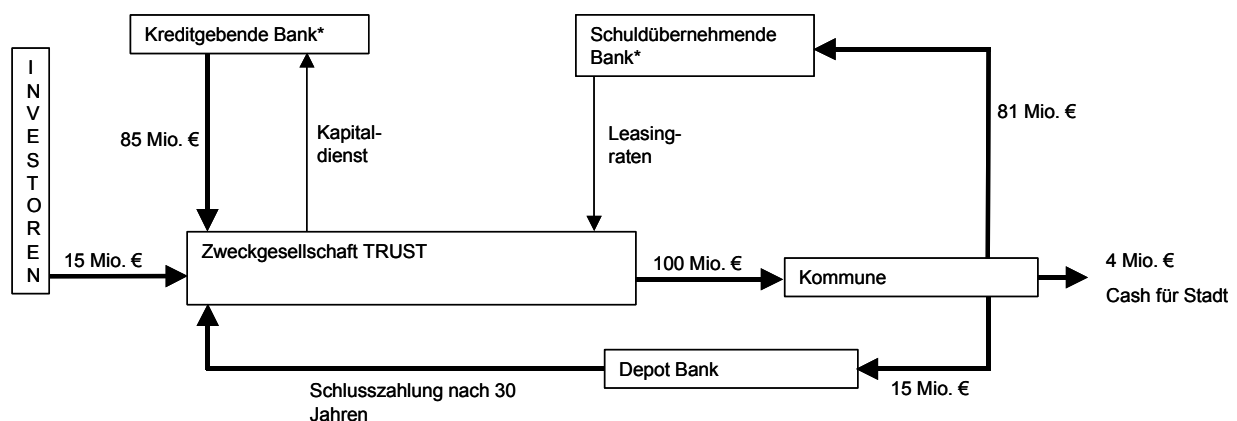 Kreditgebende Bank*
Schuldübernehmende
Bank*
INVESTOREN
85 Mio. €
Kapital-
dienst
Leasing-
raten
81 Mio. €
Zweckgesellschaft TRUST
15 Mio. €
100 Mio. €
Kommune
4 Mio. €
Cash für Stadt
Depot Bank
Schlusszahlung nach 30
Jahren
15 Mio. €